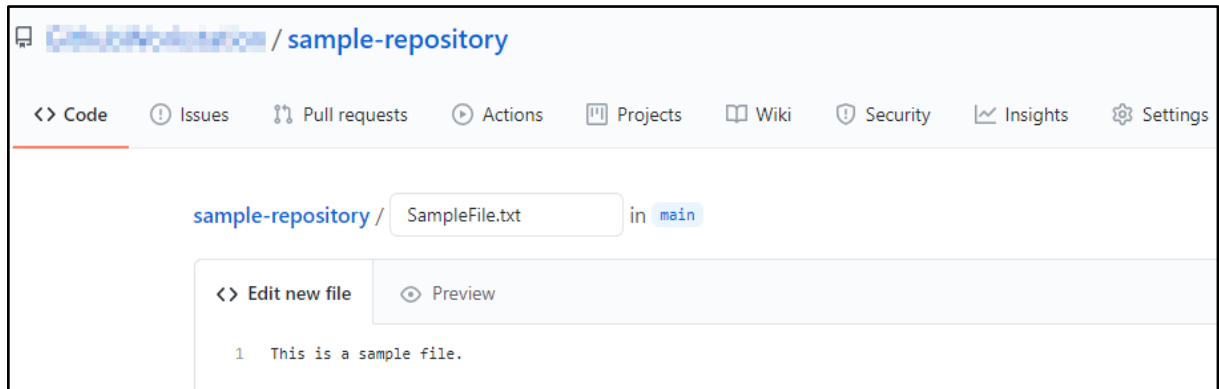 / sample-repository
<> Code Issues Pull requests Actions Projects Wiki Security Insights Settings
sample-repository / SampleFile.txt in main
<> Edit new file Preview
1 This is a sample file.